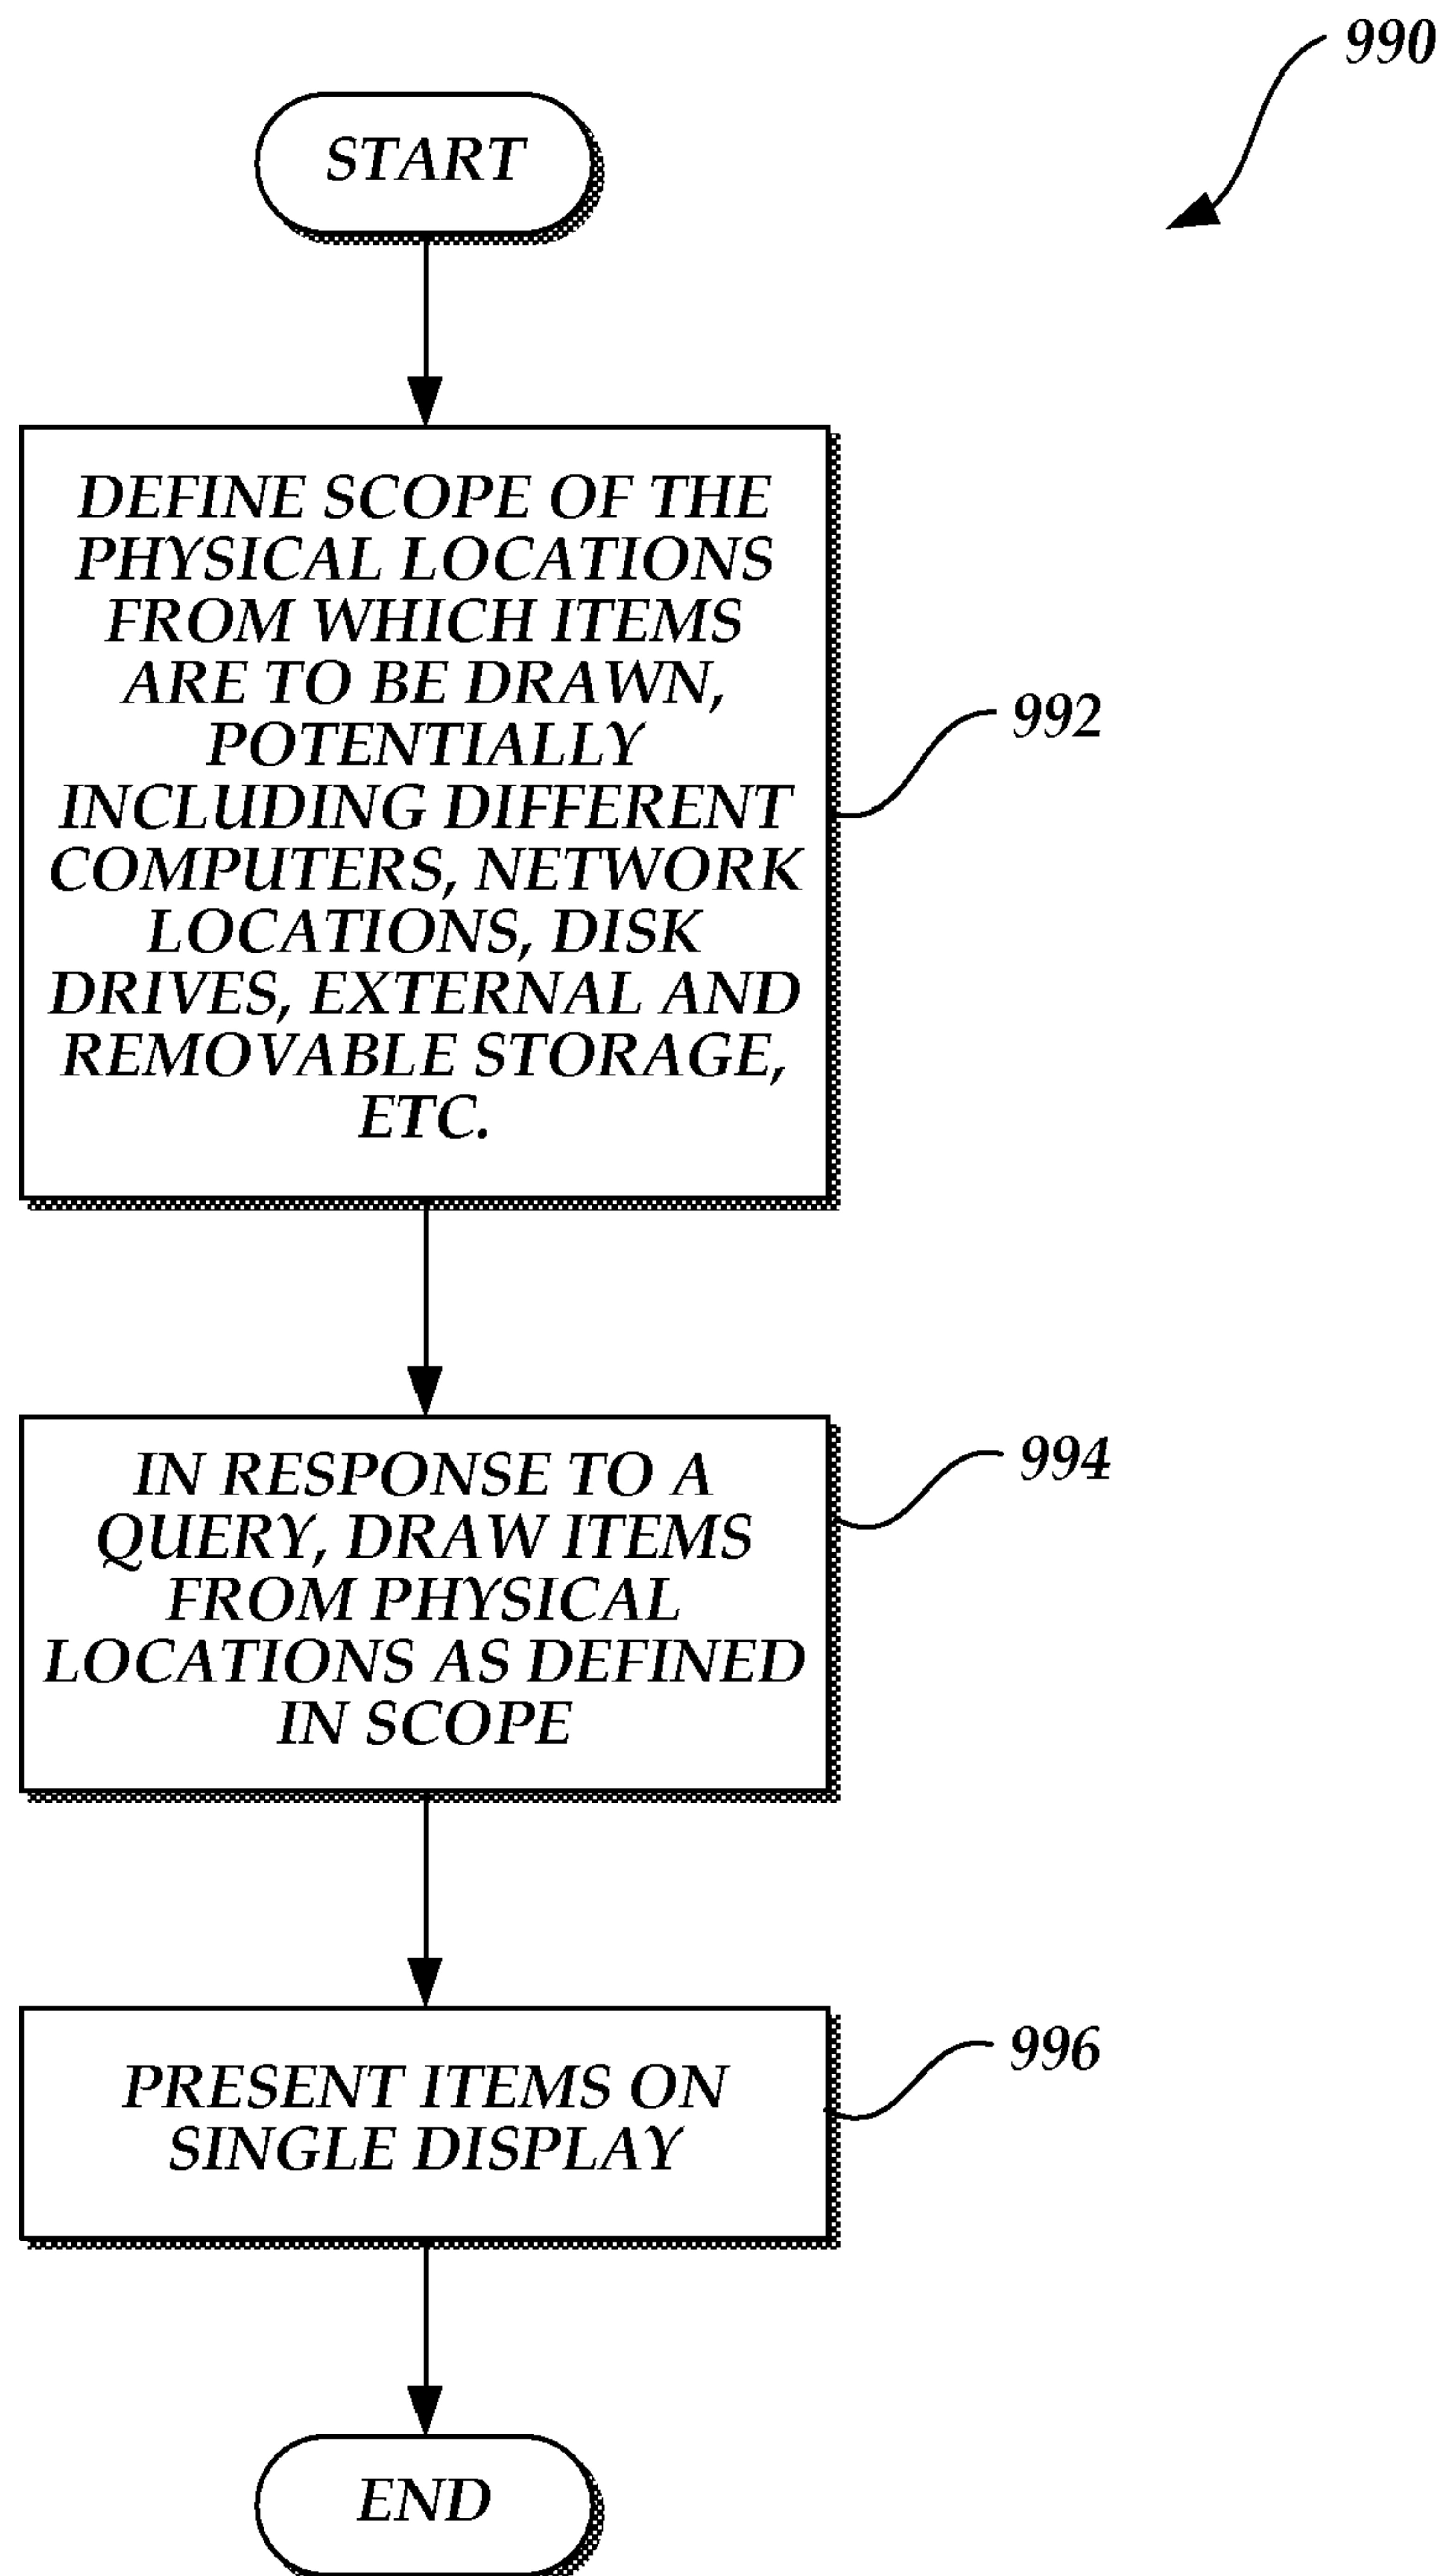 990
START
DEFINE SCOPE OF THE
PHYSICAL LOCATIONS
FROM WHICH ITEMS
ARE TO BE DRAWN,
POTENTIALLY
INCLUDING DIFFERENT
COMPUTERS, NETWORK
LOCATIONS, DISK
DRIVES, EXTERNAL AND
REMOVABLE STORAGE,
ETC.
992
IN RESPONSE TO A
QUERY, DRAW ITEMS
FROM PHYSICAL
LOCATIONS AS DEFINED
IN SCOPE
994
PRESENT ITEMS ON
SINGLE DISPLAY
996
END